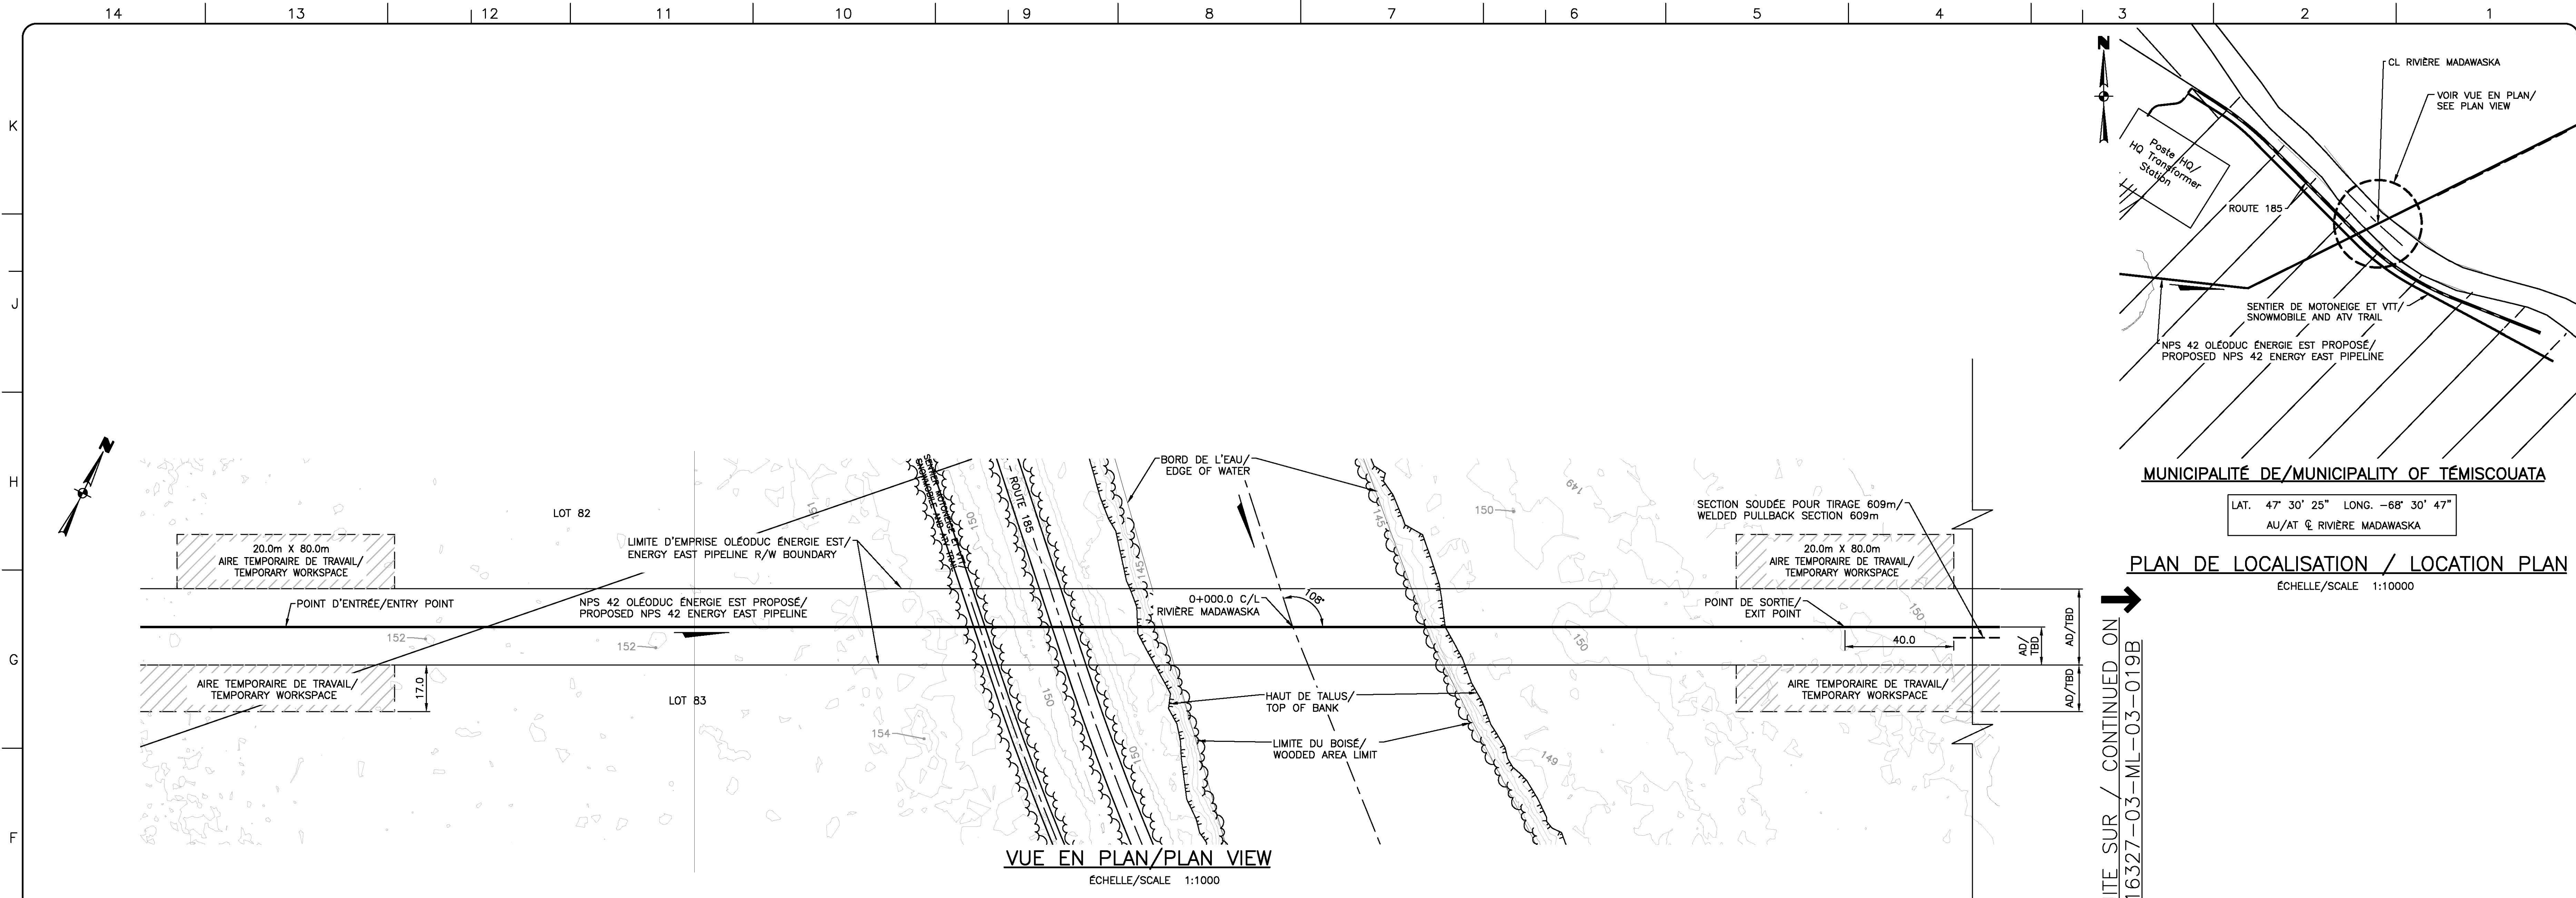 14 13 12 11 10 9 8 7 6 5 4 3 2 1
K
J
H
G
F
N
CL RIVIÈRE MADAWASKA
VOIR VUE EN PLAN/
SEE PLAN VIEW
Poste HQ/
HQ Transformer
Station
ROUTE 185
SENTIER DE MOTONEIGE ET VTT/
SNOWMOBILE AND ATV TRAIL
NPS 42 OLÉODUC ÉNERGIE EST PROPOSÉ/
PROPOSED NPS 42 ENERGY EAST PIPELINE
MUNICIPALITÉ DE/MUNICIPALITY OF TÉMISCOUATA
LAT. 47° 30' 25" LONG. -68° 30' 47"
AU/AT ℄ RIVIÈRE MADAWASKA
PLAN DE LOCALISATION / LOCATION PLAN
ÉCHELLE/SCALE 1:10000
N
LOT 82
20.0m X 80.0m
AIRE TEMPORAIRE DE TRAVAIL/
TEMPORARY WORKSPACE
LIMITE D'EMPRISE OLÉODUC ÉNERGIE EST/
ENERGY EAST PIPELINE R/W BOUNDARY
POINT D'ENTRÉE/ENTRY POINT
NPS 42 OLÉODUC ÉNERGIE EST PROPOSÉ/
PROPOSED NPS 42 ENERGY EAST PIPELINE
152
152
AIRE TEMPORAIRE DE TRAVAIL/
TEMPORARY WORKSPACE
17.0
LOT 83
154
151
SENTIER MOTONEIGE ET VTT/
SNOWMOBILE AND ATV TRAIL
150
ROUTE 185
150
150
145
BORD DE L'EAU/
EDGE OF WATER
0+000.0 C/L
RIVIÈRE MADAWASKA
108°
HAUT DE TALUS/
TOP OF BANK
LIMITE DU BOISÉ/
WOODED AREA LIMIT
145
150
149
150
149
SECTION SOUDÉE POUR TIRAGE 609m/
WELDED PULLBACK SECTION 609m
20.0m X 80.0m
AIRE TEMPORAIRE DE TRAVAIL/
TEMPORARY WORKSPACE
POINT DE SORTIE/
EXIT POINT
150
40.0
AIRE TEMPORAIRE DE TRAVAIL/
TEMPORARY WORKSPACE
AD/
TBD
AD/TBD
AD/TBD
VUE EN PLAN/PLAN VIEW
ÉCHELLE/SCALE 1:1000
SUR / CONTINUED ON
16327-03-ML-03-019B